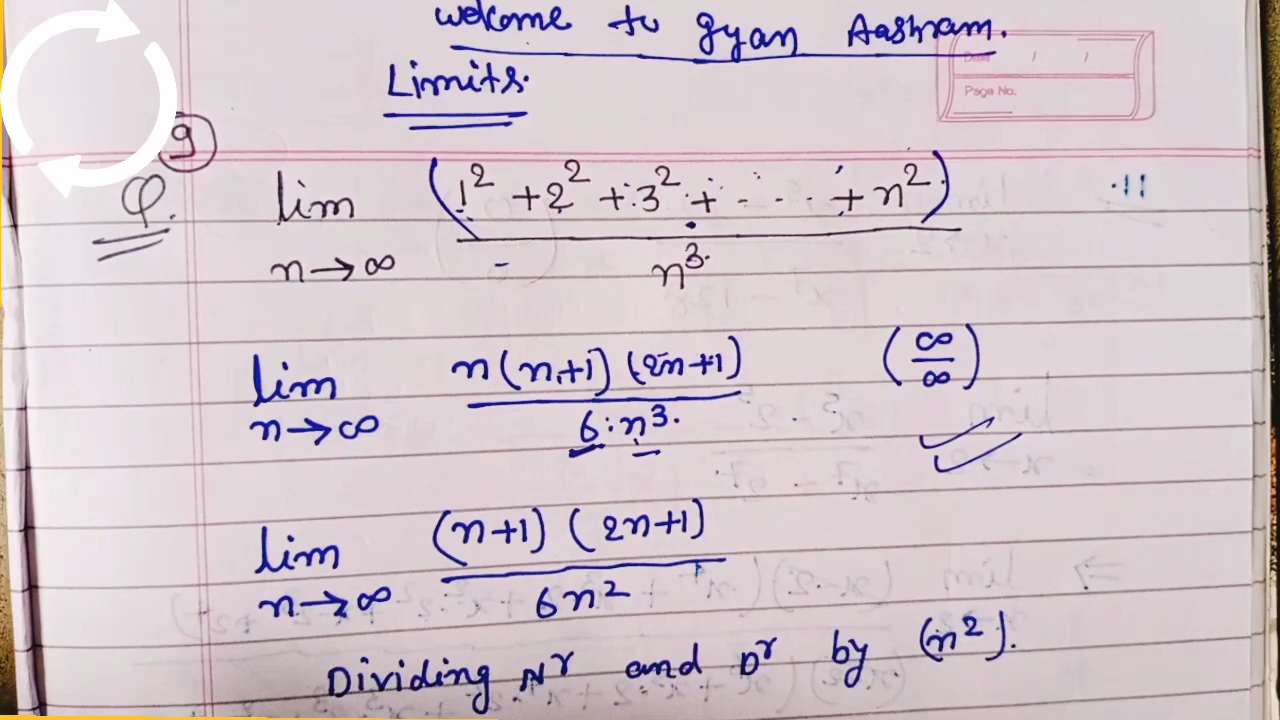 welcome to gyan Aashram.
Limits.
Date / /
Page No.
9
Q. lim n→∞ (1² + 2² + 3² + - - - + n²) / n³
lim n→∞ n(n+1) (2n+1) / 6·n³. (∞/∞)
lim n→∞ (n+1) (2n+1) / 6n²
Dividing Nʳ and Dʳ by (n²).